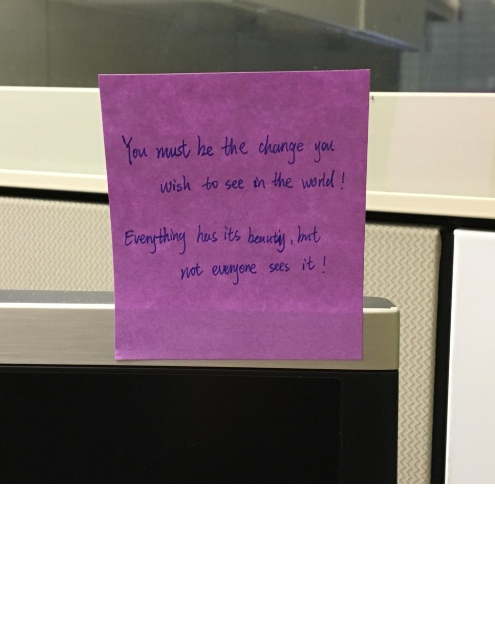 You must be the change you
wish to see in the world!
Everything has its beauty, but
not everyone sees it!